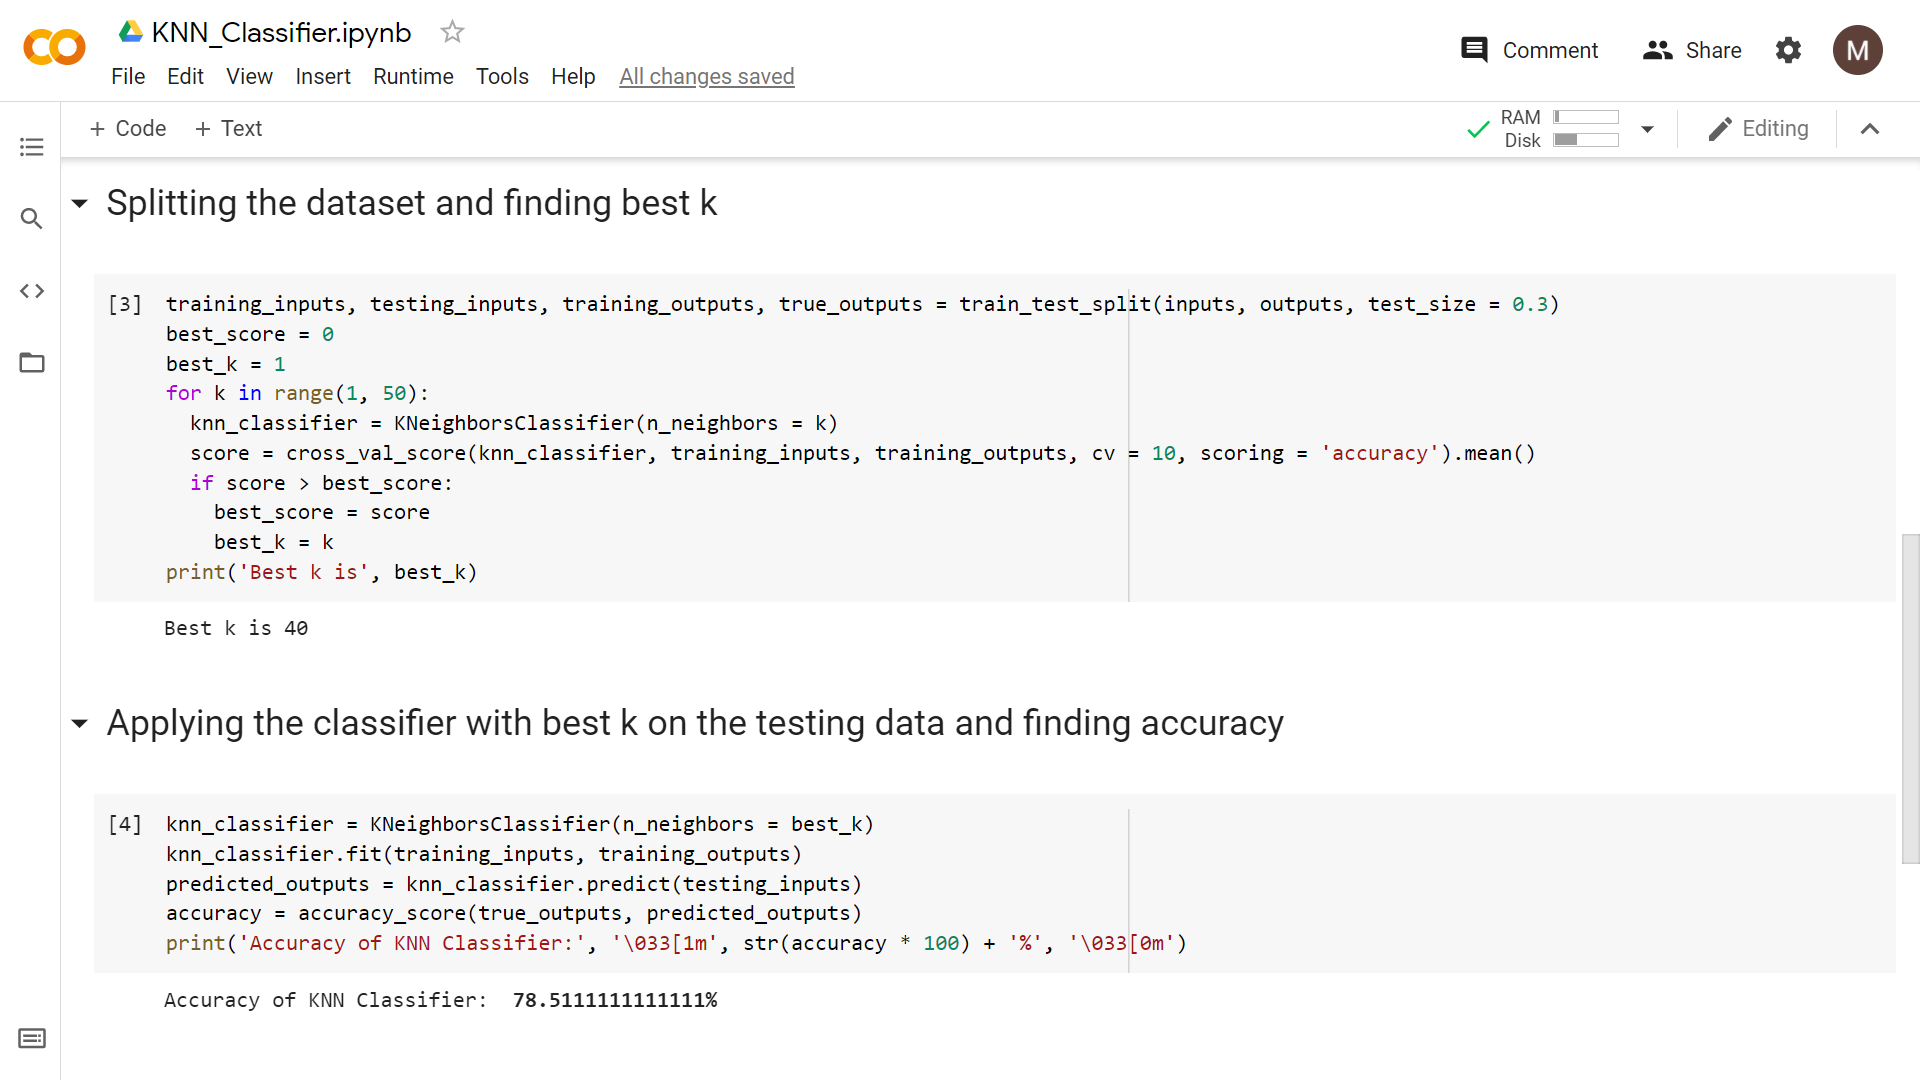 KNN_Classifier.ipynb
File Edit View Insert Runtime Tools Help All changes saved
Comment Share M
+ Code + Text
RAM
Disk
Editing
Splitting the dataset and finding best k
[3] training_inputs, testing_inputs, training_outputs, true_outputs = train_test_split(inputs, outputs, test_size = 0.3)
best_score = 0
best_k = 1
for k in range(1, 50):
  knn_classifier = KNeighborsClassifier(n_neighbors = k)
  score = cross_val_score(knn_classifier, training_inputs, training_outputs, cv = 10, scoring = 'accuracy').mean()
  if score > best_score:
    best_score = score
    best_k = k
print('Best k is', best_k)
Best k is 40
Applying the classifier with best k on the testing data and finding accuracy
[4] knn_classifier = KNeighborsClassifier(n_neighbors = best_k)
knn_classifier.fit(training_inputs, training_outputs)
predicted_outputs = knn_classifier.predict(testing_inputs)
accuracy = accuracy_score(true_outputs, predicted_outputs)
print('Accuracy of KNN Classifier:', '\033[1m', str(accuracy * 100) + '%', '\033[0m')
Accuracy of KNN Classifier:  78.5111111111111%